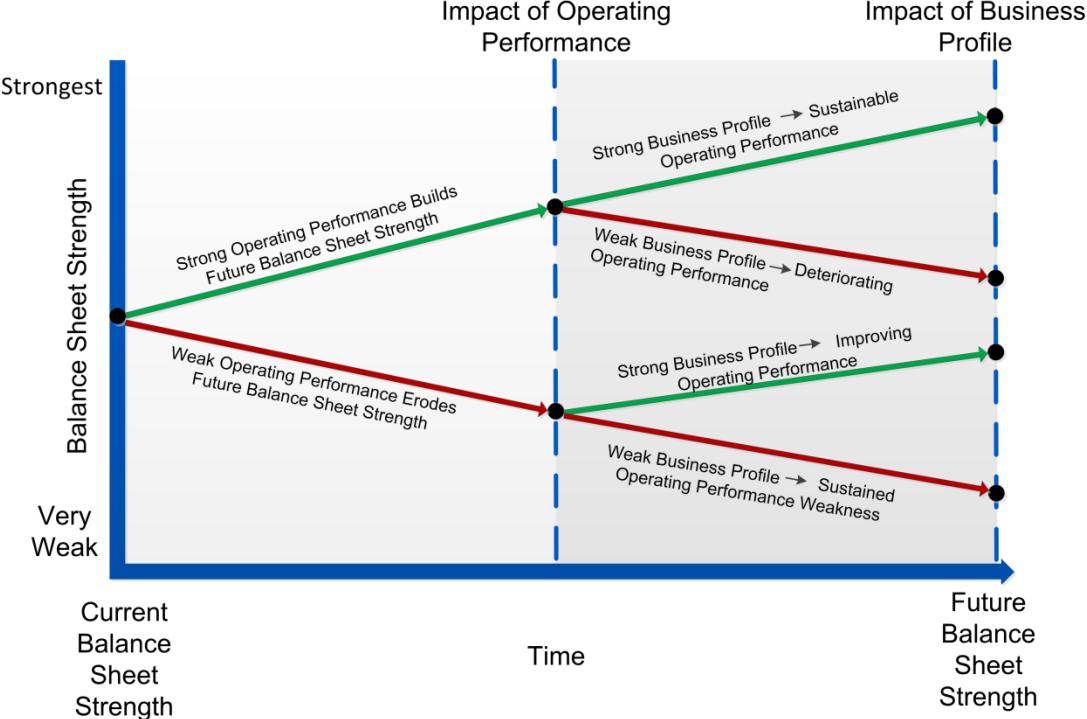 Impact of Operating
Performance
Impact of Business
Profile
Strongest
Balance Sheet Strength
Very
Weak
Strong Operating Performance Builds
Future Balance Sheet Strength
Weak Operating Performance Erodes
Future Balance Sheet Strength
Strong Business Profile → Sustainable
Operating Performance
Weak Business Profile → Deteriorating
Operating Performance
Strong Business Profile → Improving
Operating Performance
Weak Business Profile → Sustained
Operating Performance Weakness
Current
Balance
Sheet
Strength
Time
Future
Balance
Sheet
Strength